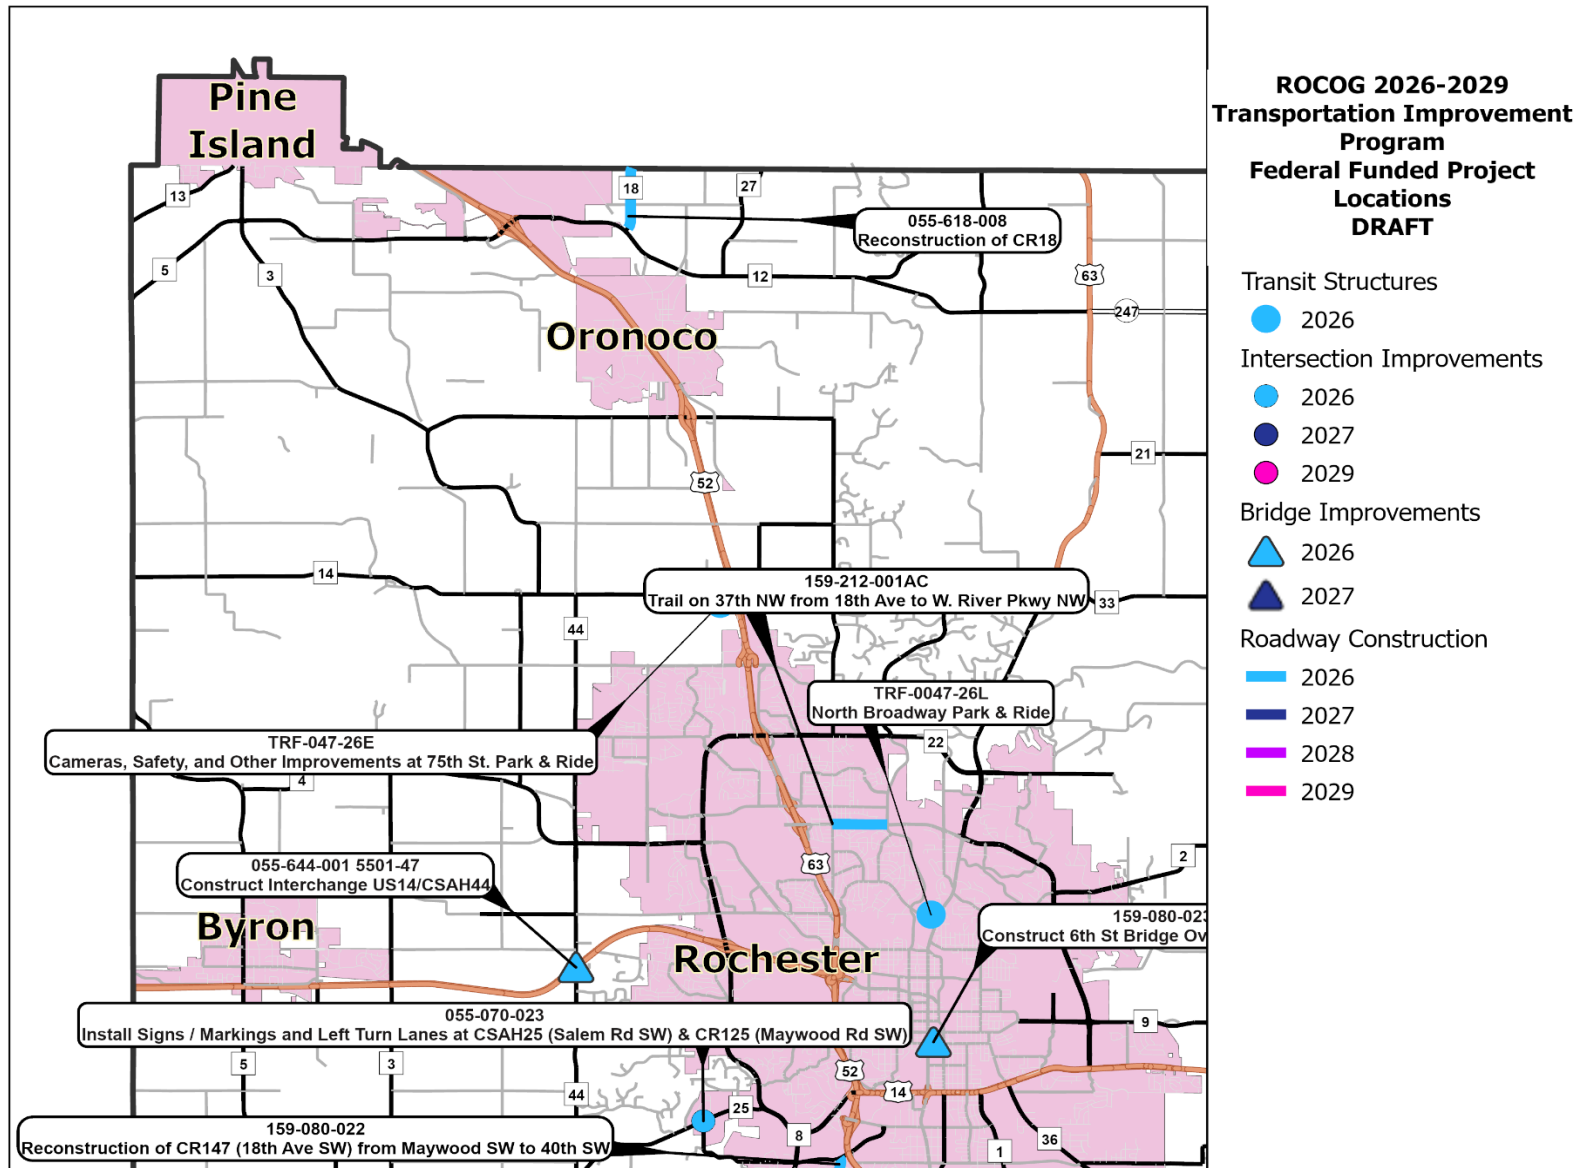 Pine
Island
13
18
27
055-618-008
Reconstruction of CR18
5
3
12
63
247
Oronoco
52
21
14
159-212-001AC
Trail on 37th NW from 18th Ave to W. River Pkwy NW
33
44
TRF-0047-26L
North Broadway Park & Ride
TRF-047-26E
Cameras, Safety, and Other Improvements at 75th St. Park & Ride
22
4
63
2
055-644-001 5501-47
Construct Interchange US14/CSAH44
Byron
Rochester
159-080-023
Construct 6th St Bridge Ov
055-070-023
Install Signs / Markings and Left Turn Lanes at CSAH25 (Salem Rd SW) & CR125 (Maywood Rd SW)
9
5
3
44
52
14
25
8
1
36
159-080-022
Reconstruction of CR147 (18th Ave SW) from Maywood SW to 40th SW
ROCOG 2026-2029
Transportation Improvement
Program
Federal Funded Project
Locations
DRAFT
Transit Structures
2026
Intersection Improvements
2026
2027
2029
Bridge Improvements
2026
2027
Roadway Construction
2026
2027
2028
2029